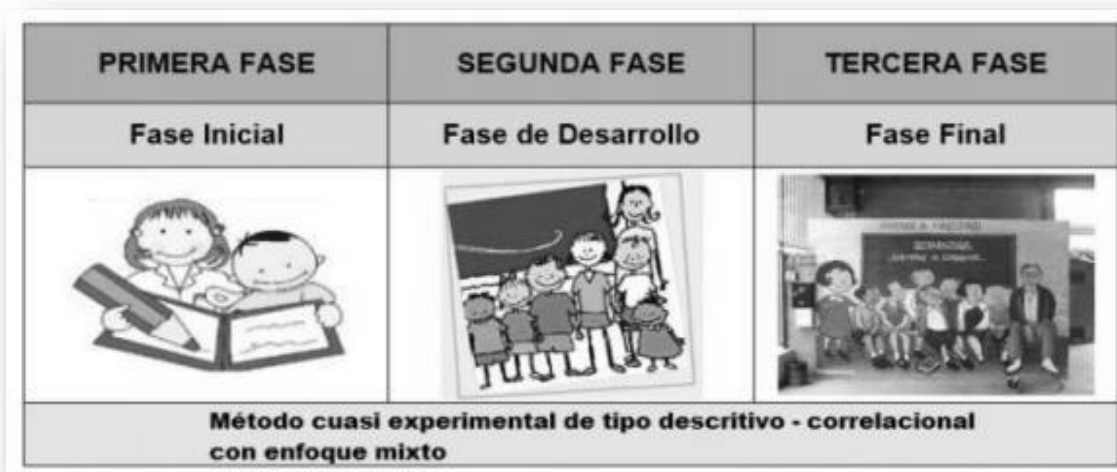 PRIMERA FASE
SEGUNDA FASE
TERCERA FASE
Fase Inicial
Fase de Desarrollo
Fase Final
Método cuasi experimental de tipo descritivo - correlacional
con enfoque mixto